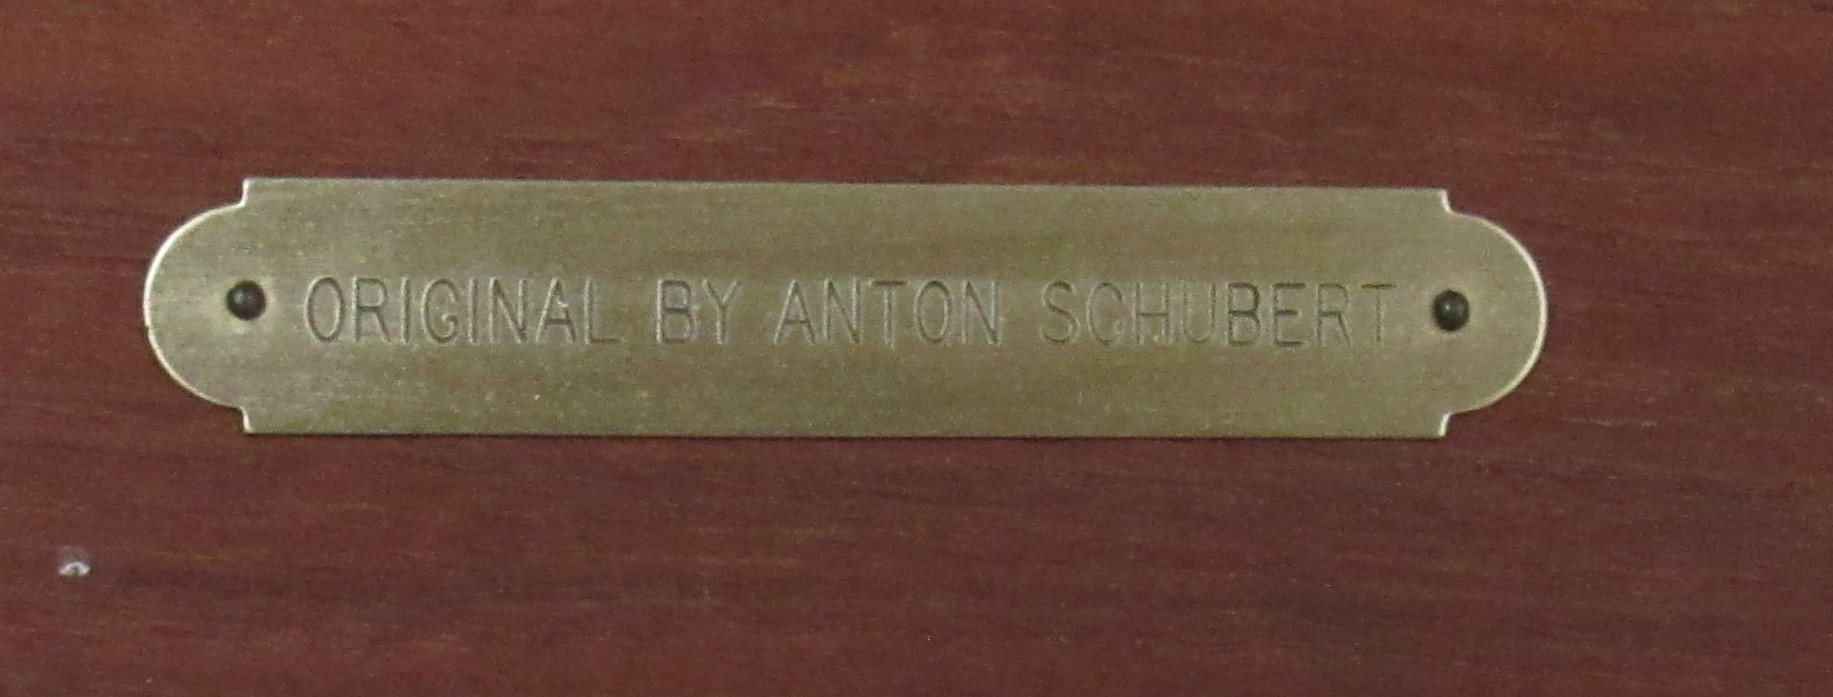 ORIGINAL BY ANTON SCHUBERT